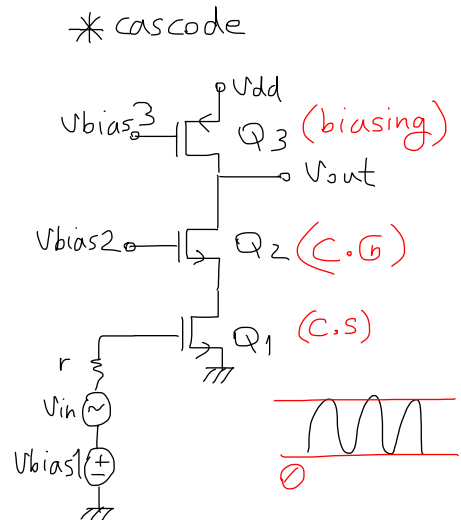 * cascode
Vdd
Vbias3
Q3 (biasing)
Vout
Vbias2
Q2 (C.G)
Q1 (C.S)
r
Vin
~
Vbias1
+
-
0